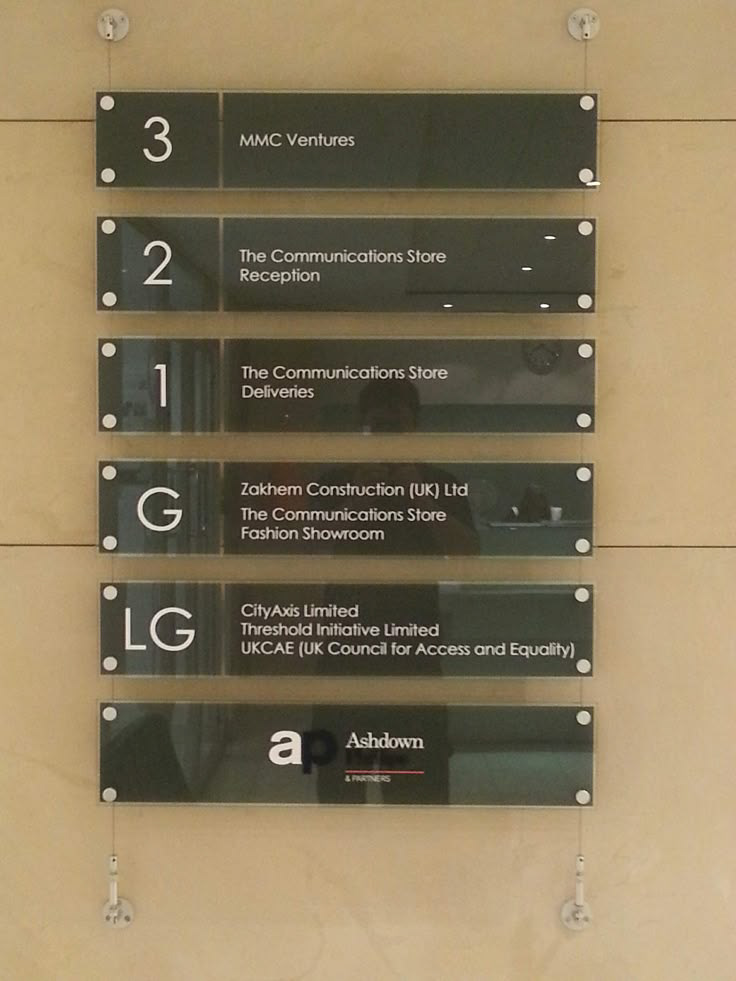 3
MMC Ventures
2
The Communications Store
Reception
1
The Communications Store
Deliveries
G
Zakhem Construction (UK) Ltd
The Communications Store
Fashion Showroom
LG
CityAxis Limited
Threshold Initiative Limited
UKCAE (UK Council for Access and Equality)
ap
Ashdown
& PARTNERS